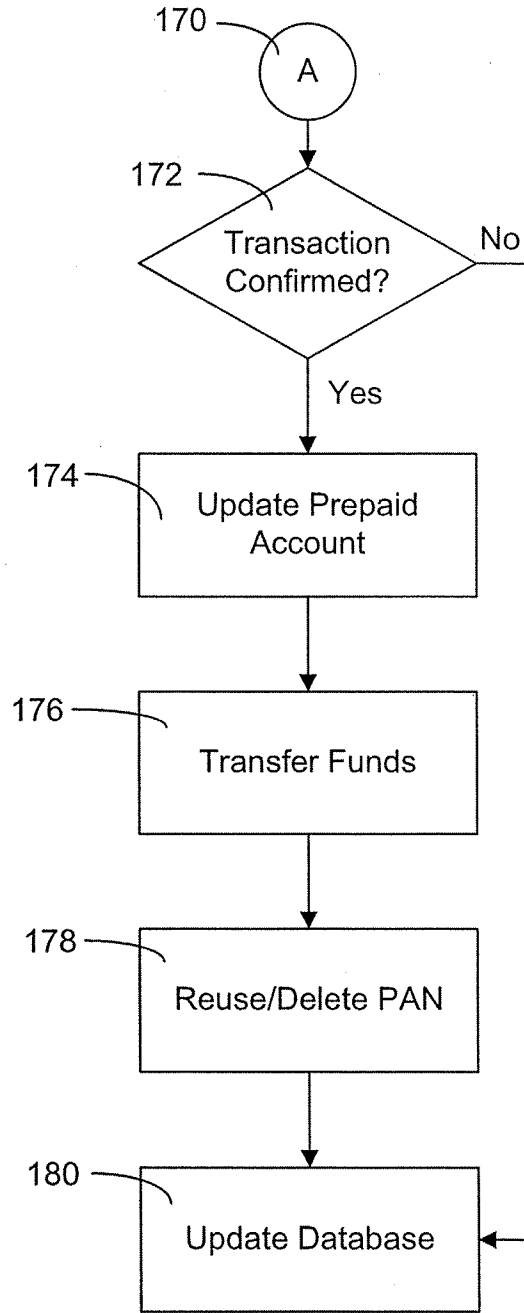 170
A
172
Transaction
Confirmed?
No
Yes
174
Update Prepaid
Account
176
Transfer Funds
178
Reuse/Delete PAN
180
Update Database